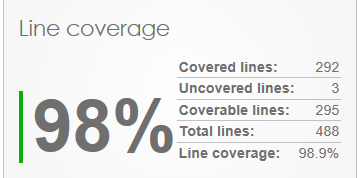 Line coverage
98%
Covered lines: 292
Uncovered lines: 3
Coverable lines: 295
Total lines: 488
Line coverage: 98.9%